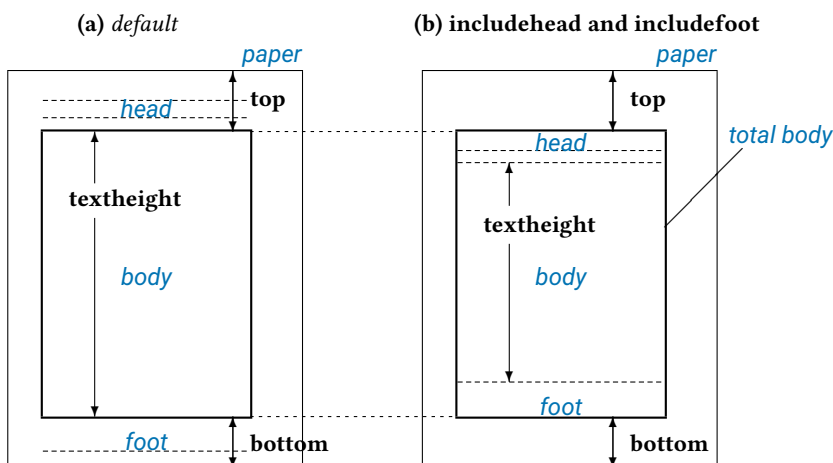 (a) default
(b) includehead and includefoot
paper
paper
head
top
head
top
total body
textheight
textheight
body
body
foot
foot
bottom
bottom